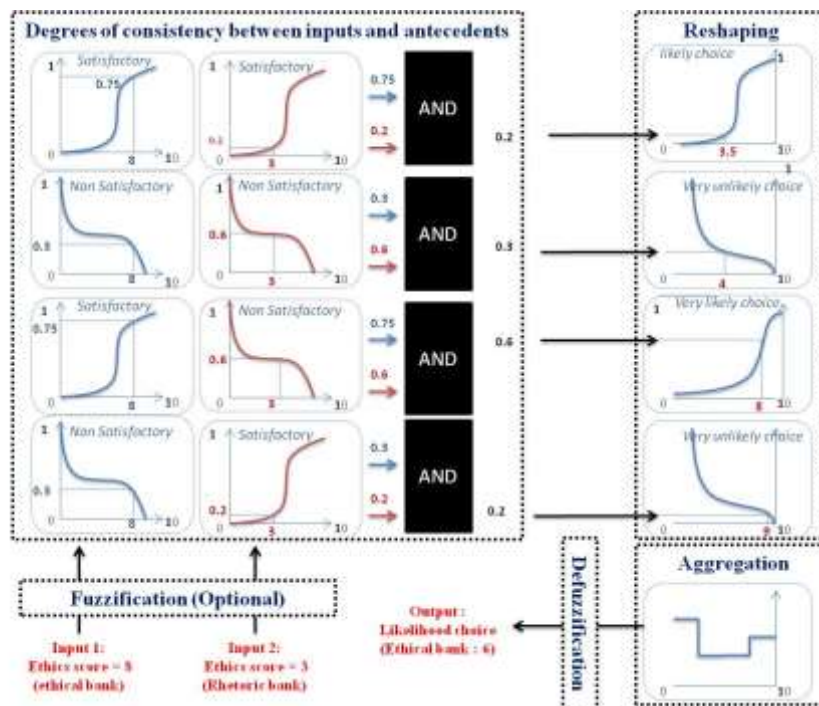 Degrees of consistency between inputs and antecedents
Reshaping
1
Satisfactory
0.75
0
8
10
1
Satisfactory
0.2
0
3
10
0.75
0.2
AND
0.2
likely choice
1
0
3.5
10
1
Non Satisfactory
0.3
0
8
10
1
Non Satisfactory
0.6
0
3
10
0.3
0.6
AND
0.3
1
Very unlikely choice
0
4
10
1
Satisfactory
0.75
0
8
10
1
Non Satisfactory
0.6
0
3
10
0.75
0.6
AND
0.6
Very likely choice
1
0
8
10
1
Non Satisfactory
0.3
0
8
10
1
Satisfactory
0.2
0
3
10
0.3
0.2
AND
0.2
Very unlikely choice
0
9
10
Fuzzification (Optional)
Input 1:
Ethics score = 8
(ethical bank)
Input 2:
Ethics score = 3
(Rhetoric bank)
Output :
Likelihood choice
(Ethical bank : 6)
Defuzzification
Aggregation
0
10